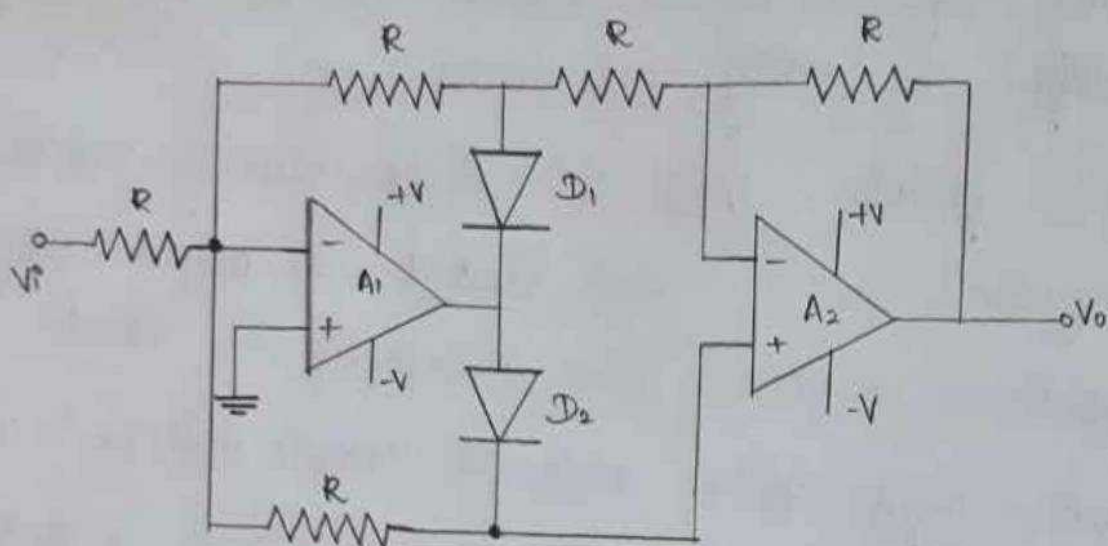 R R R
D₁
R +V +V
Vi − A₁ − A₂
+ + Vo
-V D₂ -V
R